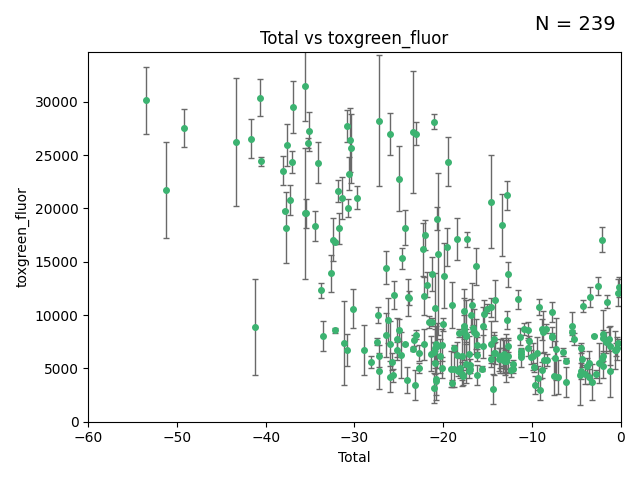 N = 239
Total vs toxgreen_fluor
toxgreen_fluor
30000
25000
20000
15000
10000
5000
0
−60 −50 −40 −30 −20 −10 0
Total